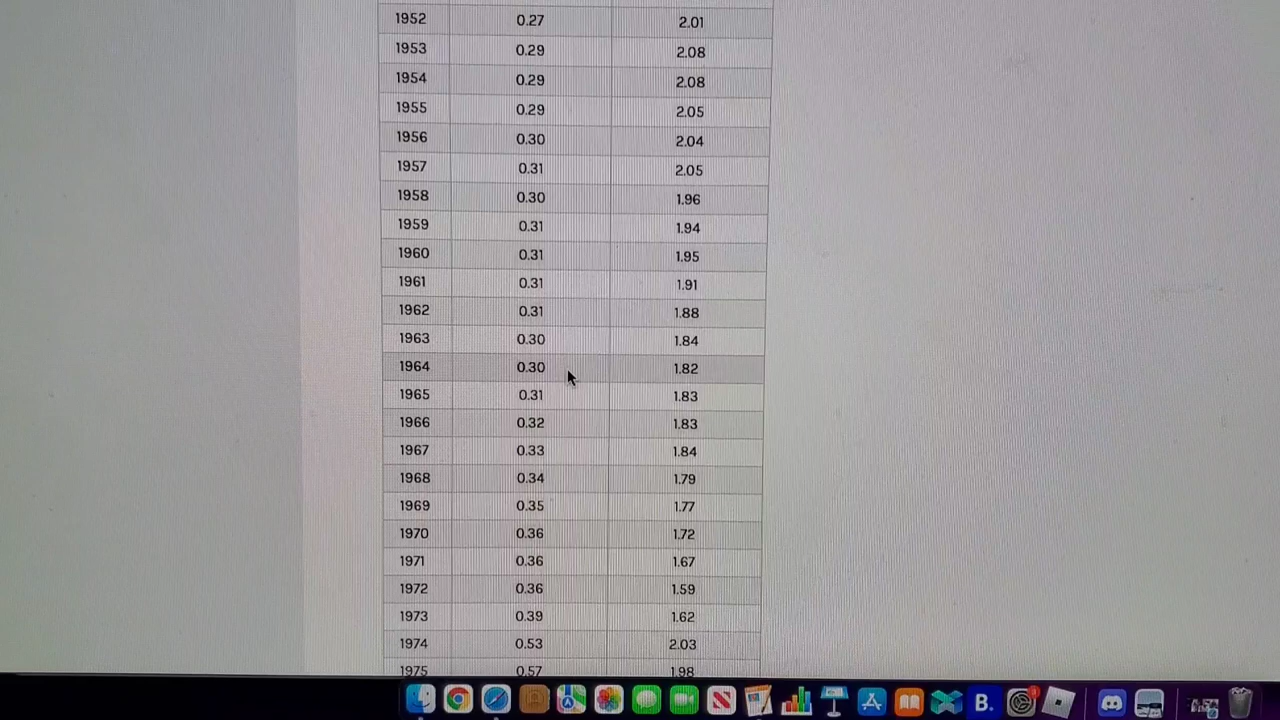 1952 0.27 2.01
1953 0.29 2.08
1954 0.29 2.08
1955 0.29 2.05
1956 0.30 2.04
1957 0.31 2.05
1958 0.30 1.96
1959 0.31 1.94
1960 0.31 1.95
1961 0.31 1.91
1962 0.31 1.88
1963 0.30 1.84
1964 0.30 1.82
1965 0.31 1.83
1966 0.32 1.83
1967 0.33 1.84
1968 0.34 1.79
1969 0.35 1.77
1970 0.36 1.72
1971 0.36 1.67
1972 0.36 1.59
1973 0.39 1.62
1974 0.53 2.03
1975 0.57 1.98
B.